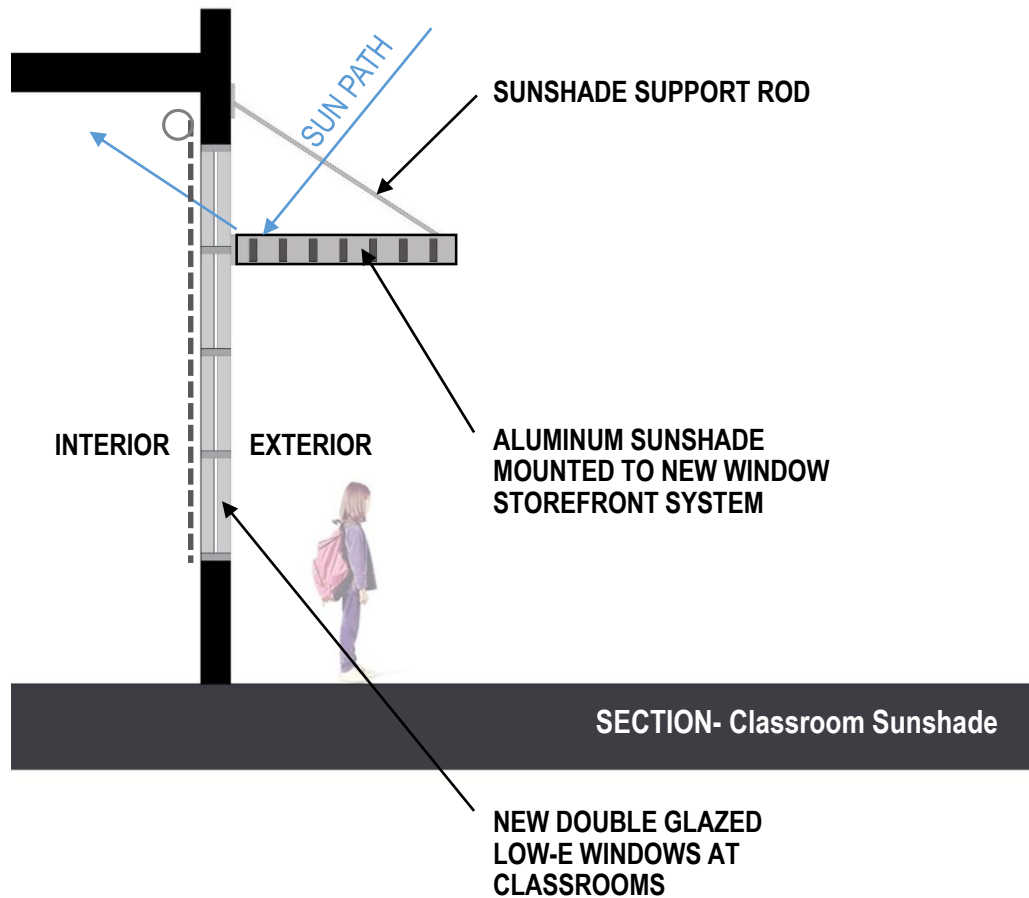 SUN PATH
SUNSHADE SUPPORT ROD
INTERIOR
EXTERIOR
ALUMINUM SUNSHADE
MOUNTED TO NEW WINDOW
STOREFRONT SYSTEM
SECTION- Classroom Sunshade
NEW DOUBLE GLAZED
LOW-E WINDOWS AT
CLASSROOMS